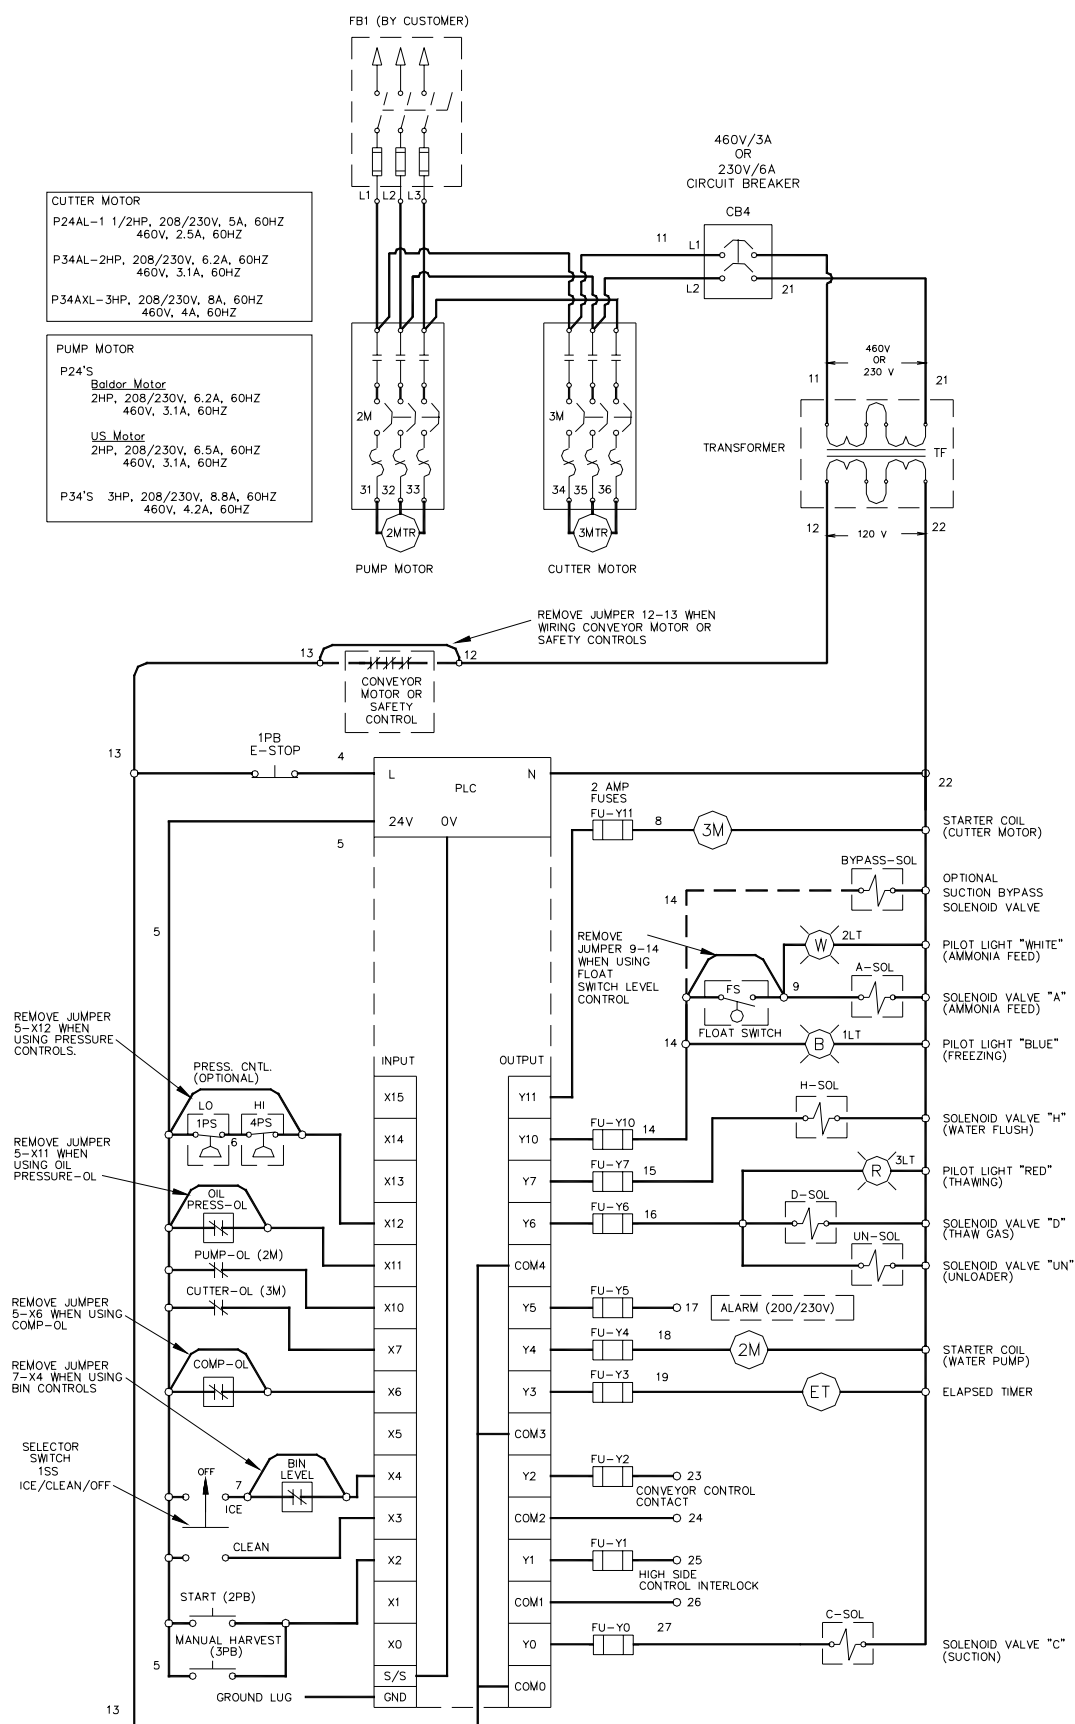 FB1 (BY CUSTOMER)
L1
L2
L3
460V/3A
OR
230V/6A
CIRCUIT BREAKER
CB4
11
L1
L2
21
CUTTER MOTOR
P24AL-1 1/2HP, 208/230V, 5A, 60HZ
460V, 2.5A, 60HZ
P34AL-2HP, 208/230V, 6.2A, 60HZ
460V, 3.1A, 60HZ
P34AXL-3HP, 208/230V, 8A, 60HZ
460V, 4A, 60HZ
PUMP MOTOR
P24'S
Baldor Motor
2HP, 208/230V, 6.2A, 60HZ
460V, 3.1A, 60HZ
US Motor
2HP, 208/230V, 6.5A, 60HZ
460V, 3.1A, 60HZ
P34'S 3HP, 208/230V, 8.8A, 60HZ
460V, 4.2A, 60HZ
2M
31
32
33
2MTR
PUMP MOTOR
3M
34
35
36
3MTR
CUTTER MOTOR
460V
OR
230 V
11
21
TRANSFORMER
TF
12
120 V
22
REMOVE JUMPER 12-13 WHEN
WIRING CONVEYOR MOTOR OR
SAFETY CONTROLS
13
12
CONVEYOR
MOTOR OR
SAFETY
CONTROL
13
1PB
E-STOP
4
L
N
PLC
24V
0V
5
22
2 AMP
FUSES
FU-Y11
8
3M
STARTER COIL
(CUTTER MOTOR)
BYPASS-SOL
OPTIONAL
SUCTION BYPASS
SOLENOID VALVE
14
5
REMOVE
JUMPER 9-14
WHEN USING
FLOAT
SWITCH LEVEL
CONTROL
W
2LT
PILOT LIGHT "WHITE"
(AMMONIA FEED)
FS
9
A-SOL
FLOAT SWITCH
SOLENOID VALVE "A"
(AMMONIA FEED)
14
B
1LT
PILOT LIGHT "BLUE"
(FREEZING)
REMOVE JUMPER
5-X12 WHEN
USING PRESSURE
CONTROLS.
PRESS. CNTL.
(OPTIONAL)
LO
HI
1PS
6
4PS
INPUT
OUTPUT
X15
X14
X13
X12
X11
X10
X7
X6
X5
X4
X3
X2
X1
X0
S/S
GND
Y11
Y10
Y7
Y6
COM4
Y5
Y4
Y3
COM3
Y2
COM2
Y1
COM1
Y0
COM0
REMOVE JUMPER
5-X11 WHEN
USING OIL
PRESSURE-OL
OIL
PRESS-OL
PUMP-OL (2M)
CUTTER-OL (3M)
REMOVE JUMPER
5-X6 WHEN USING
COMP-OL
COMP-OL
REMOVE JUMPER
7-X4 WHEN USING
BIN CONTROLS
SELECTOR
SWITCH
1SS
ICE/CLEAN/OFF
OFF
7
ICE
BIN
LEVEL
CLEAN
START (2PB)
MANUAL HARVEST
(3PB)
5
GROUND LUG
13
FU-Y10
14
H-SOL
SOLENOID VALVE "H"
(WATER FLUSH)
FU-Y7
15
R
3LT
PILOT LIGHT "RED"
(THAWING)
FU-Y6
16
D-SOL
SOLENOID VALVE "D"
(THAW GAS)
UN-SOL
SOLENOID VALVE "UN"
(UNLOADER)
FU-Y5
17
ALARM (200/230V)
FU-Y4
18
2M
STARTER COIL
(WATER PUMP)
FU-Y3
19
ET
ELAPSED TIMER
FU-Y2
23
CONVEYOR CONTROL
CONTACT
24
FU-Y1
25
HIGH SIDE
CONTROL INTERLOCK
26
FU-Y0
27
C-SOL
SOLENOID VALVE "C"
(SUCTION)